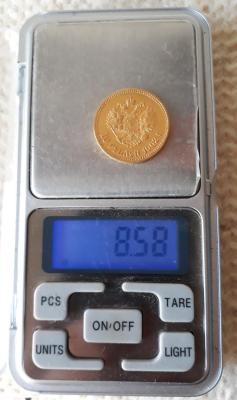 8.58
PCS
TARE
ON/OFF
UNITS
LIGHT